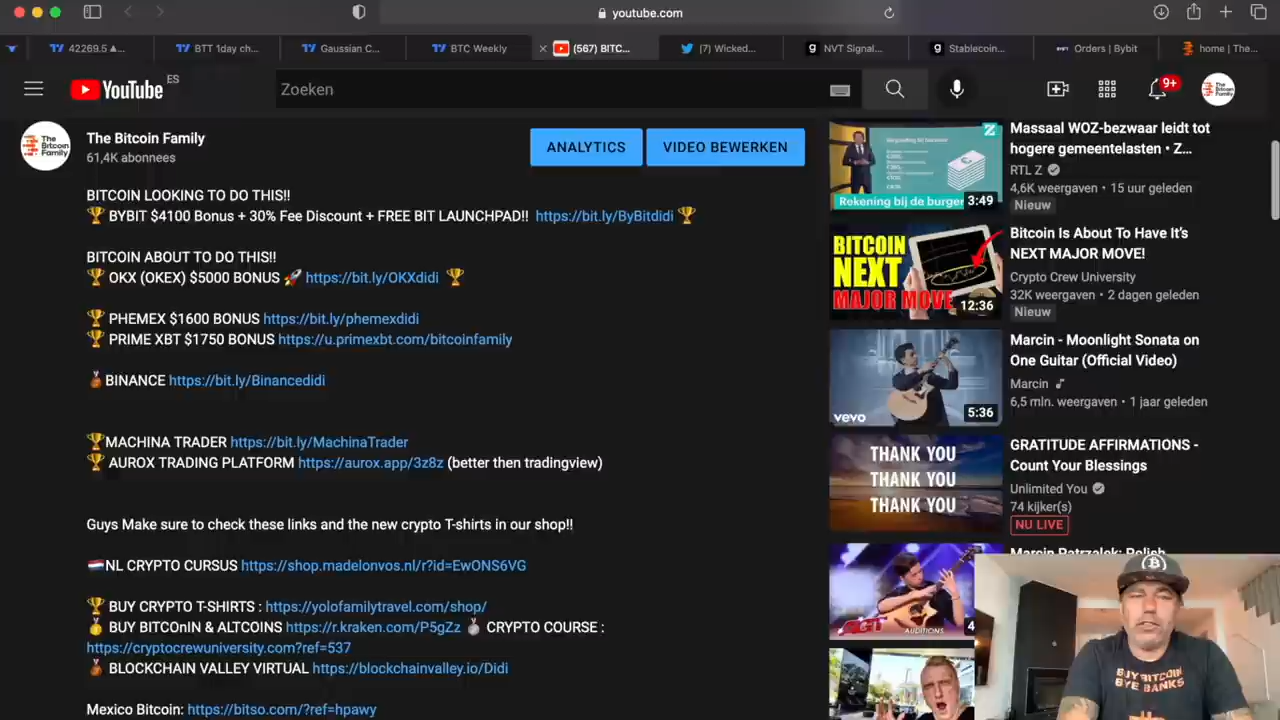 youtube.com
42269.5 ▲...
BTT 1day ch...
Gaussian C...
BTC Weekly
(567) BITC...
(7) Wicked...
NVT Signal...
Stablecoin...
Orders | Bybit
home | The...
YouTube ES
Zoeken
9+
The Bitcoin Family
61,4K abonnees
ANALYTICS
VIDEO BEWERKEN
BITCOIN LOOKING TO DO THIS!!
🏆 BYBIT $4100 Bonus + 30% Fee Discount + FREE BIT LAUNCHPAD!! https://bit.ly/ByBitdidi 🏆
BITCOIN ABOUT TO DO THIS!!
🏆 OKX (OKEX) $5000 BONUS 🚀 https://bit.ly/OKXdidi 🏆
🏆 PHEMEX $1600 BONUS https://bit.ly/phemexdidi
🏆 PRIME XBT $1750 BONUS https://u.primexbt.com/bitcoinfamily
🥉BINANCE https://bit.ly/Binancedidi
🏆MACHINA TRADER https://bit.ly/MachinaTrader
🏆 AUROX TRADING PLATFORM https://aurox.app/3z8z (better then tradingview)
Guys Make sure to check these links and the new crypto T-shirts in our shop!!
🇳🇱NL CRYPTO CURSUS https://shop.madelonvos.nl/r?id=EwONS6VG
🏆 BUY CRYPTO T-SHIRTS : https://yolofamilytravel.com/shop/
🥇 BUY BITCOnIN & ALTCOINS https://r.kraken.com/P5gZz 🥈 CRYPTO COURSE :
https://cryptocrewuniversity.com?ref=537
🥉 BLOCKCHAIN VALLEY VIRTUAL https://blockchainvalley.io/Didi
Mexico Bitcoin: https://bitso.com/?ref=hpawy
Rekening bij de burger
3:49
Massaal WOZ-bezwaar leidt tot
hogere gemeentelasten • Z...
RTL Z
4,6K weergaven • 15 uur geleden
Nieuw
BITCOIN
NEXT
MAJOR MOVE
12:36
Bitcoin Is About To Have It's
NEXT MAJOR MOVE!
Crypto Crew University
32K weergaven • 2 dagen geleden
Nieuw
vevo
5:36
Marcin - Moonlight Sonata on
One Guitar (Official Video)
Marcin
6,5 mln. weergaven • 1 jaar geleden
THANK YOU
THANK YOU
THANK YOU
GRATITUDE AFFIRMATIONS -
Count Your Blessings
Unlimited You
74 kijker(s)
NU LIVE
AGT
AUDITIONS
4
Marcin Patrzalek: Polish
BUY BITCOIN
BYE BANKS